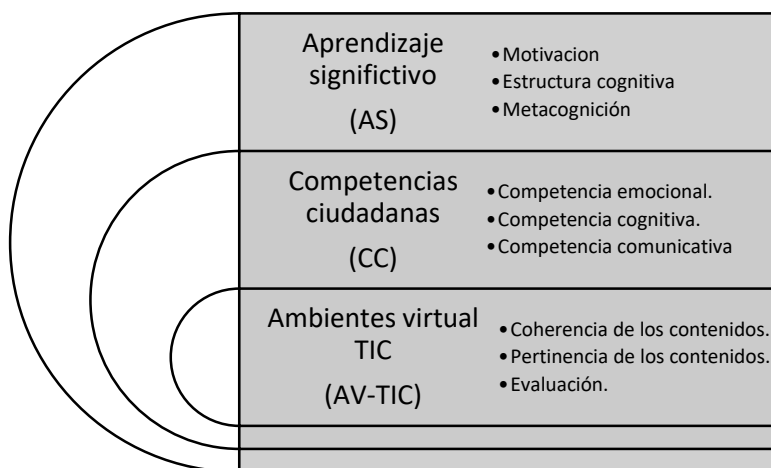 Aprendizaje
significtivo
(AS)
•Motivacion
•Estructura cognitiva
•Metacognición
Competencias
ciudadanas
(CC)
•Competencia emocional.
•Competencia cognitiva.
•Competencia comunicativa
Ambientes virtual
TIC
(AV-TIC)
•Coherencia de los contenidos.
•Pertinencia de los contenidos.
•Evaluación.